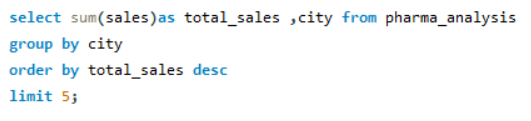 select sum(sales)as total_sales ,city from pharma_analysis
group by city
order by total_sales desc
limit 5;